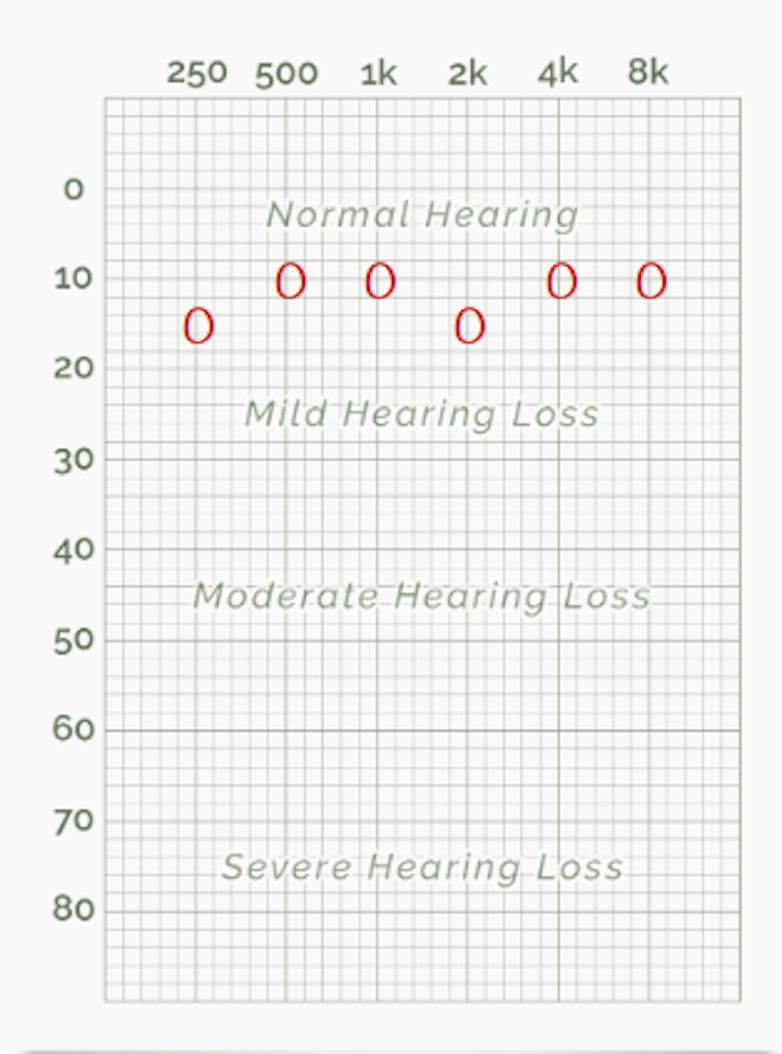 250 500 1k 2k 4k 8k
0
Normal Hearing
10
O O O O
O O
20
Mild Hearing Loss
30
40
Moderate Hearing Loss
50
60
70
Severe Hearing Loss
80